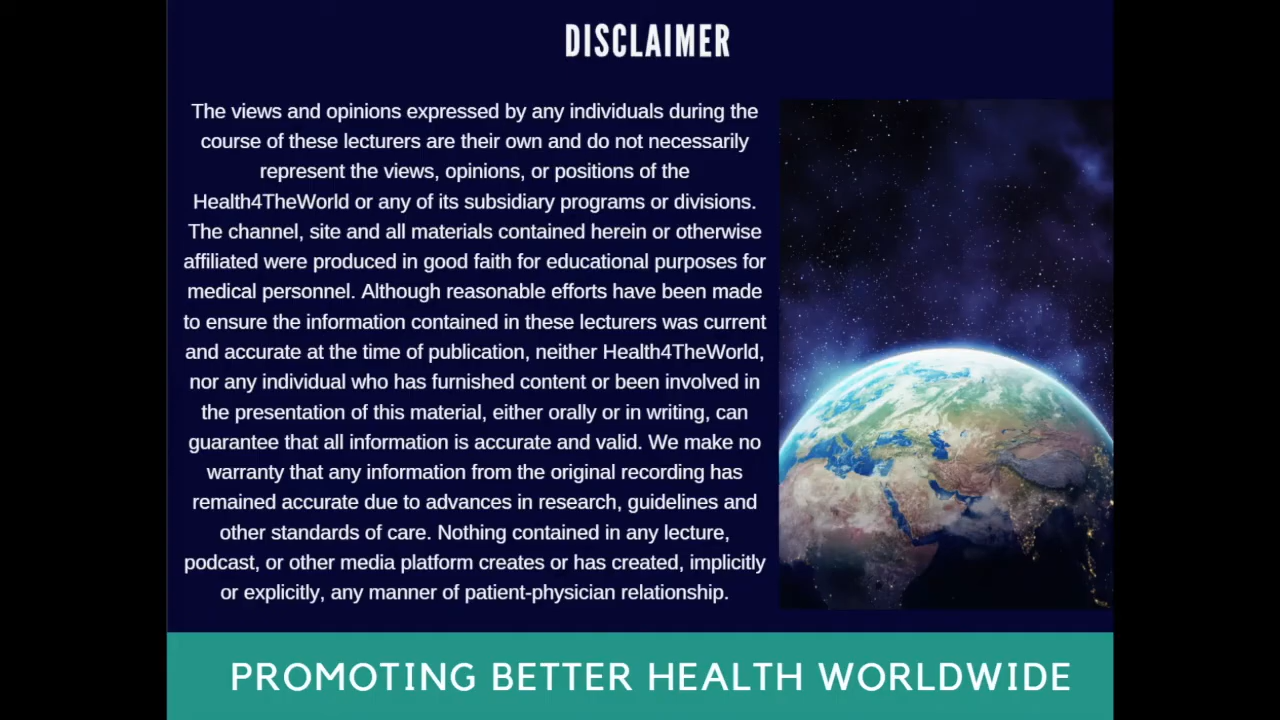 DISCLAIMER
The views and opinions expressed by any individuals during the
course of these lecturers are their own and do not necessarily
represent the views, opinions, or positions of the
Health4TheWorld or any of its subsidiary programs or divisions.
The channel, site and all materials contained herein or otherwise
affiliated were produced in good faith for educational purposes for
medical personnel. Although reasonable efforts have been made
to ensure the information contained in these lecturers was current
and accurate at the time of publication, neither Health4TheWorld,
nor any individual who has furnished content or been involved in
the presentation of this material, either orally or in writing, can
guarantee that all information is accurate and valid. We make no
warranty that any information from the original recording has
remained accurate due to advances in research, guidelines and
other standards of care. Nothing contained in any lecture,
podcast, or other media platform creates or has created, implicitly
or explicitly, any manner of patient-physician relationship.
PROMOTING BETTER HEALTH WORLDWIDE